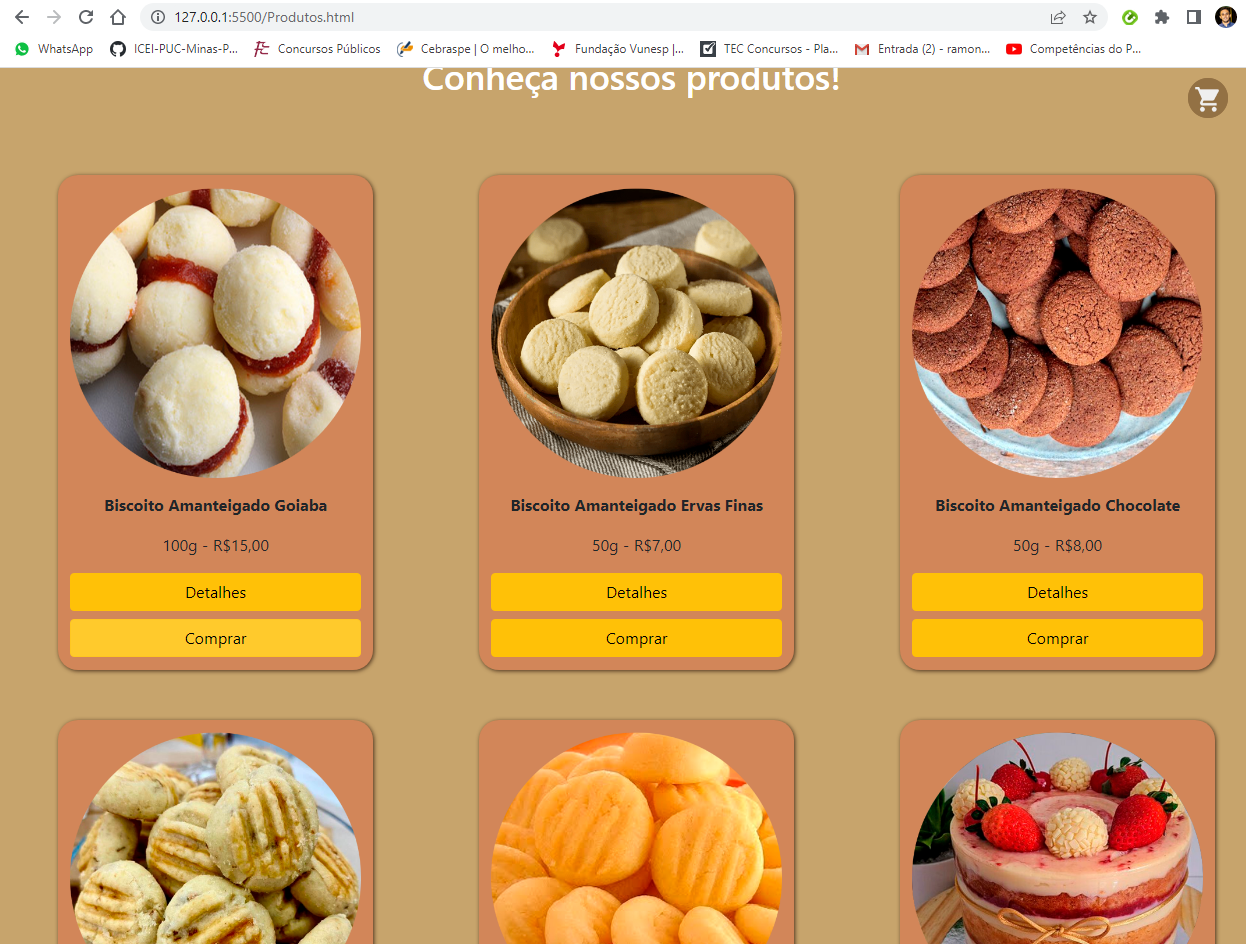 127.0.0.1:5500/Produtos.html
WhatsApp
ICEI-PUC-Minas-P...
Concursos Públicos
Cebraspe | O melho...
Fundação Vunesp |...
TEC Concursos - Pla...
Entrada (2) - ramon...
Competências do P...
Conheça nossos produtos!
Biscoito Amanteigado Goiaba
100g - R$15,00
Detalhes
Comprar
Biscoito Amanteigado Ervas Finas
50g - R$7,00
Detalhes
Comprar
Biscoito Amanteigado Chocolate
50g - R$8,00
Detalhes
Comprar